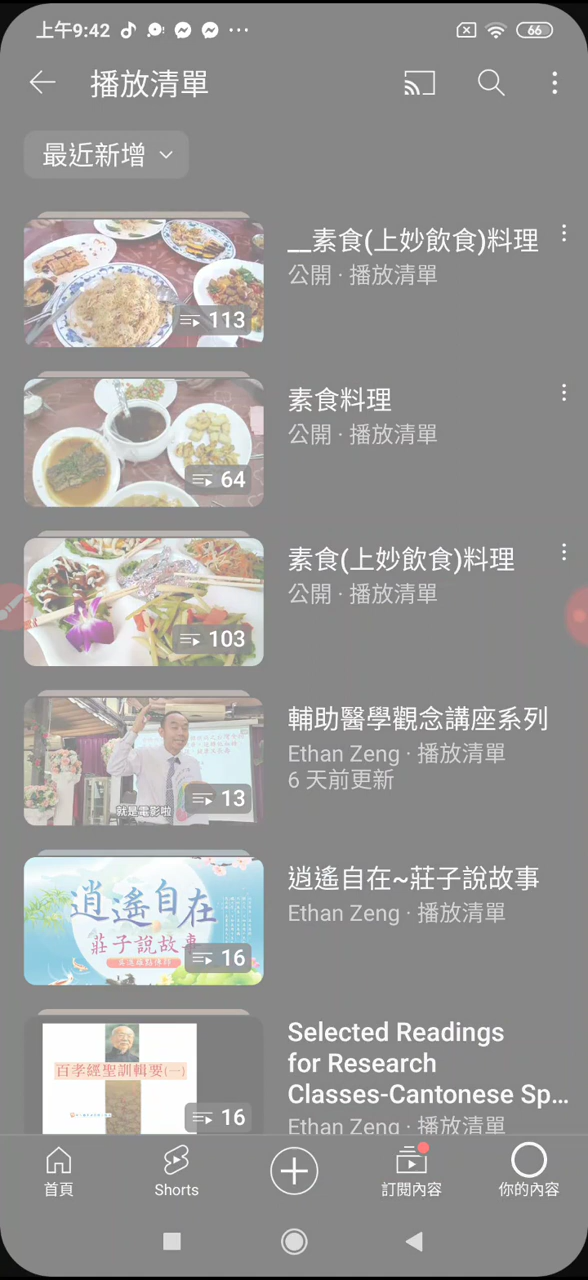 上午9:42
66
播放清單
最近新增
__素食(上妙飲食)料理
公開 · 播放清單
113
素食料理
公開 · 播放清單
64
素食(上妙飲食)料理
公開 · 播放清單
103
輔助醫學觀念講座系列
Ethan Zeng · 播放清單
6 天前更新
就是電影啦
13
逍遙自在~莊子說故事
Ethan Zeng · 播放清單
逍遙自在
莊子說故事
16
Selected Readings
for Research
Classes-Cantonese Sp...
Ethan Zeng · 播放清單
百孝經聖訓輯要(一)
16
首頁
Shorts
訂閱內容
你的內容